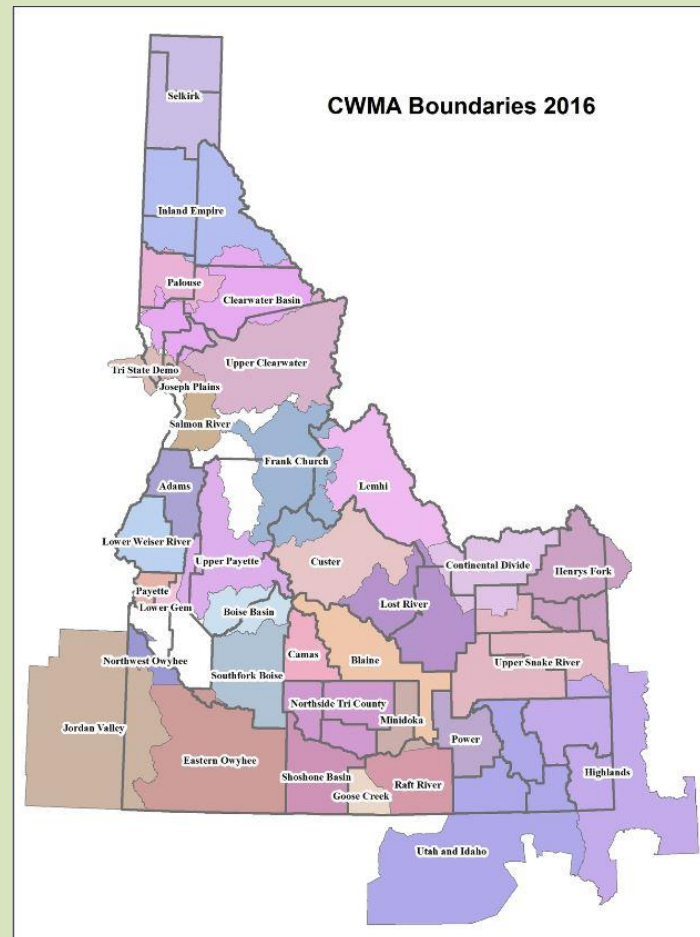 CWMA Boundaries 2016
Selkirk
Inland Empire
Palouse
Clearwater Basin
Upper Clearwater
Tri State Demo
Joseph Plains
Salmon River
Frank Church
Adams
Lemhi
Lower Weiser River
Upper Payette
Custer
Continental Divide
Henrys Fork
Payette
Lower Gem
Boise Basin
Lost River
Camas
Blaine
Northwest Owyhee
Southfork Boise
Upper Snake River
Northside Tri County
Jordan Valley
Minidoka
Power
Eastern Owyhee
Shoshone Basin
Highlands
Raft River
Goose Creek
Utah and Idaho